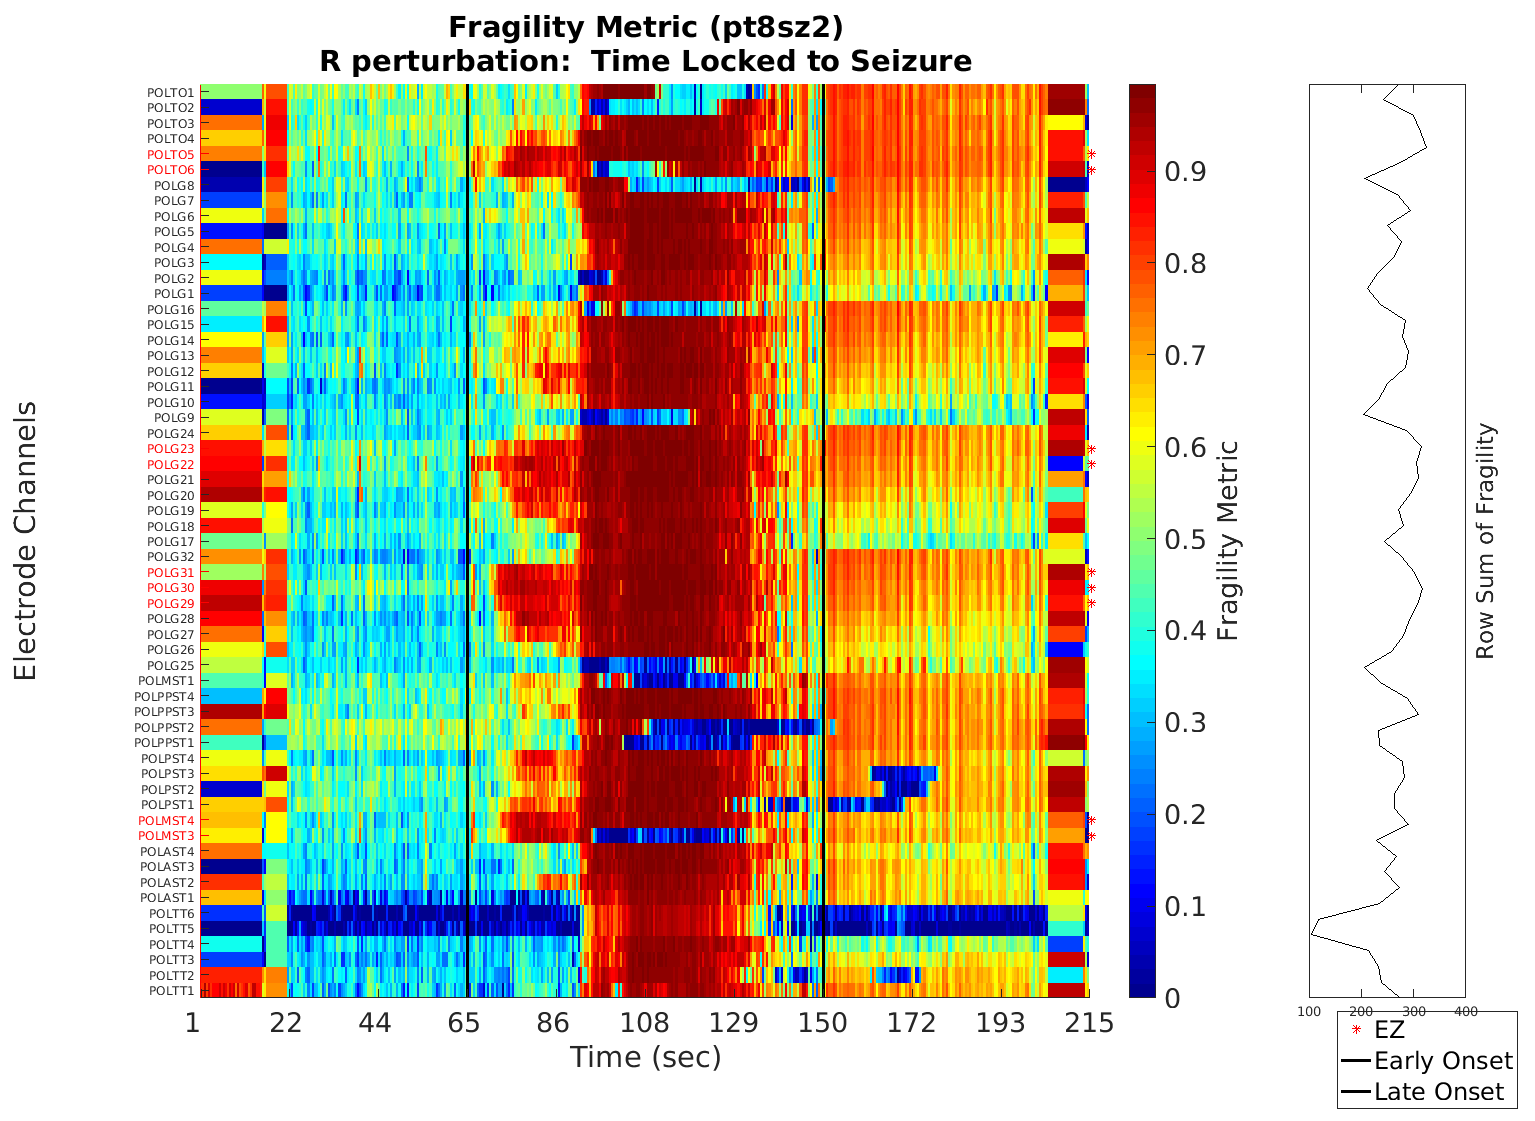 Fragility Metric (pt8sz2)
R perturbation:  Time Locked to Seizure
Electrode Channels
POLTO1
POLTO2
POLTO3
POLTO4
POLTO5
POLTO6
POLG8
POLG7
POLG6
POLG5
POLG4
POLG3
POLG2
POLG1
POLG16
POLG15
POLG14
POLG13
POLG12
POLG11
POLG10
POLG9
POLG24
POLG23
POLG22
POLG21
POLG20
POLG19
POLG18
POLG17
POLG32
POLG31
POLG30
POLG29
POLG28
POLG27
POLG26
POLG25
POLMST1
POLPPST4
POLPPST3
POLPPST2
POLPPST1
POLPST4
POLPST3
POLPST2
POLPST1
POLMST4
POLMST3
POLAST4
POLAST3
POLAST2
POLAST1
POLTT6
POLTT5
POLTT4
POLTT3
POLTT2
POLTT1
1 22 44 65 86 108 129 150 172 193 215
Time (sec)
0.9
0.8
0.7
0.6
0.5
0.4
0.3
0.2
0.1
0
Fragility Metric
Row Sum of Fragility
100 200 300 400
EZ
Early Onset
Late Onset